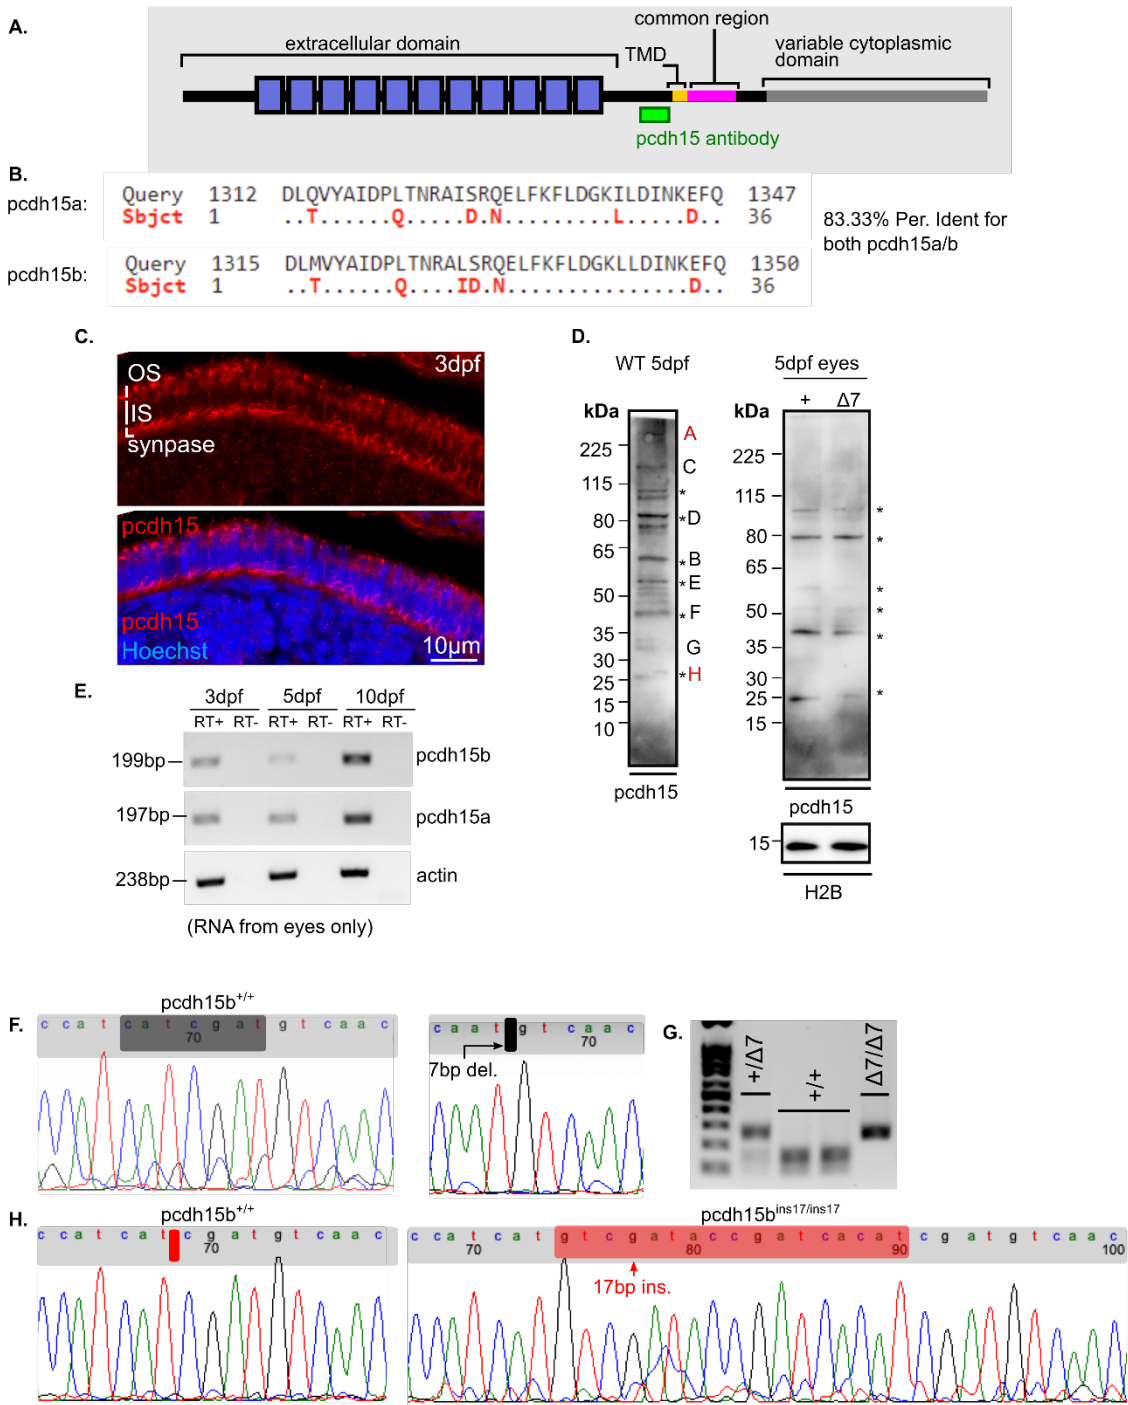 A.
common region
extracellular domain
TMD
variable cytoplasmic domain
pcdh15 antibody
B.
pcdh15a:
Query 1312 DLQVYAIDPLTNRAISRQELFKFLDGKILDINKEFQ 1347
Sbjct 1 ..T......Q.....D.N.........L.....D.. 36
83.33% Per. Ident for both pcdh15a/b
pcdh15b:
Query 1315 DLMVYAIDPLTNRALSRQELFKFLDGKLLDINKEFQ 1350
Sbjct 1 ..T......Q....ID.N...............D.. 36
C.
3dpf
OS
IS
synpase
pcdh15
pcdh15
Hoechst
10µm
D.
WT 5dpf
kDa
225
115
80
65
50
35
30
25
15
10
A
C
*
*D
*B
*E
*F
G
*H
pcdh15
5dpf eyes
+ Δ7
kDa
225
115
80
65
50
35
30
25
15
*
*
*
*
*
*
pcdh15
15
H2B
E.
3dpf 5dpf 10dpf
RT+ RT- RT+ RT- RT+ RT-
199bp pcdh15b
197bp pcdh15a
238bp actin
(RNA from eyes only)
F.
pcdh15b+/+
c c a t c a t c g a t g t c a a c
70
c a a t g t c a a c
70
7bp del.
G.
+/Δ7
+/+
Δ7/Δ7
H.
pcdh15b+/+
c c a t c a t c g a t g t c a a c
70
pcdh15bins17/ins17
c c a t c a t g t c g a t a c c g a t c a c a t c g a t g t c a a c
70 80 90 100
17bp ins.